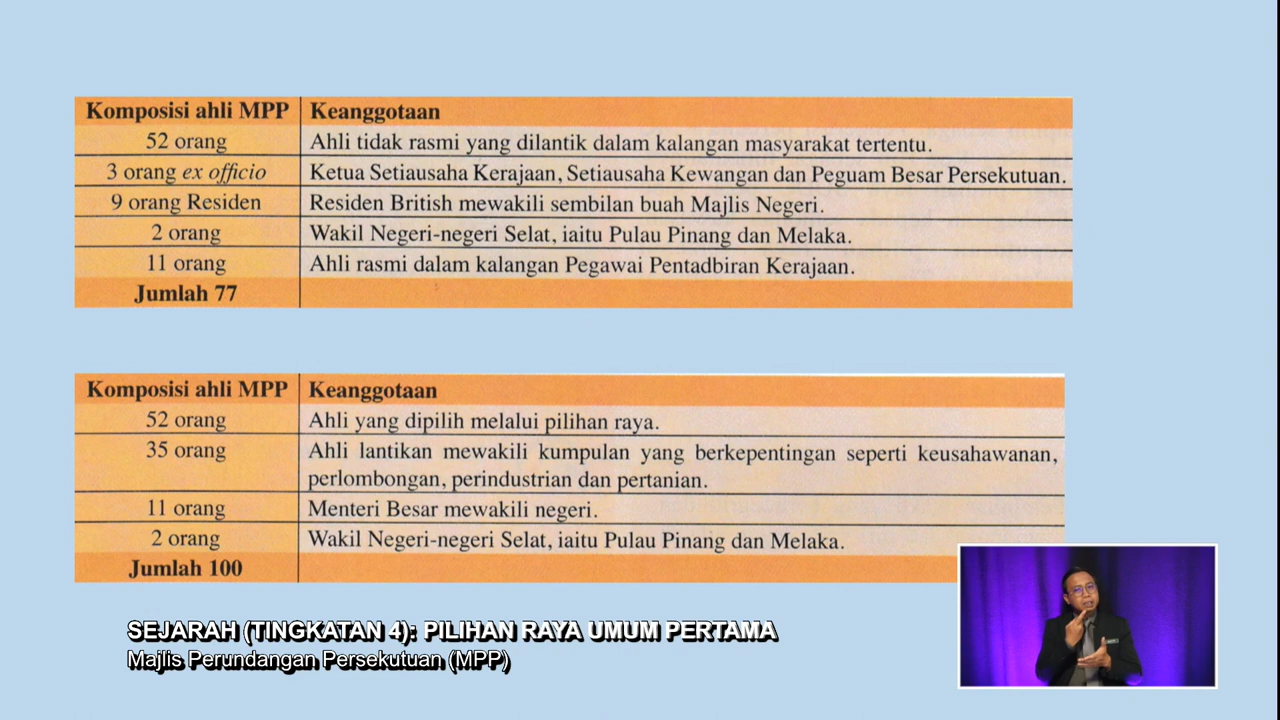 Komposisi ahli MPP Keanggotaan
52 orang Ahli tidak rasmi yang dilantik dalam kalangan masyarakat tertentu.
3 orang ex officio Ketua Setiausaha Kerajaan, Setiausaha Kewangan dan Peguam Besar Persekutuan.
9 orang Residen Residen British mewakili sembilan buah Majlis Negeri.
2 orang Wakil Negeri-negeri Selat, iaitu Pulau Pinang dan Melaka.
11 orang Ahli rasmi dalam kalangan Pegawai Pentadbiran Kerajaan.
Jumlah 77
Komposisi ahli MPP Keanggotaan
52 orang Ahli yang dipilih melalui pilihan raya.
35 orang Ahli lantikan mewakili kumpulan yang berkepentingan seperti keusahawanan,
perlombongan, perindustrian dan pertanian.
11 orang Menteri Besar mewakili negeri.
2 orang Wakil Negeri-negeri Selat, iaitu Pulau Pinang dan Melaka.
Jumlah 100
SEJARAH (TINGKATAN 4): PILIHAN RAYA UMUM PERTAMA
Majlis Perundangan Persekutuan (MPP)